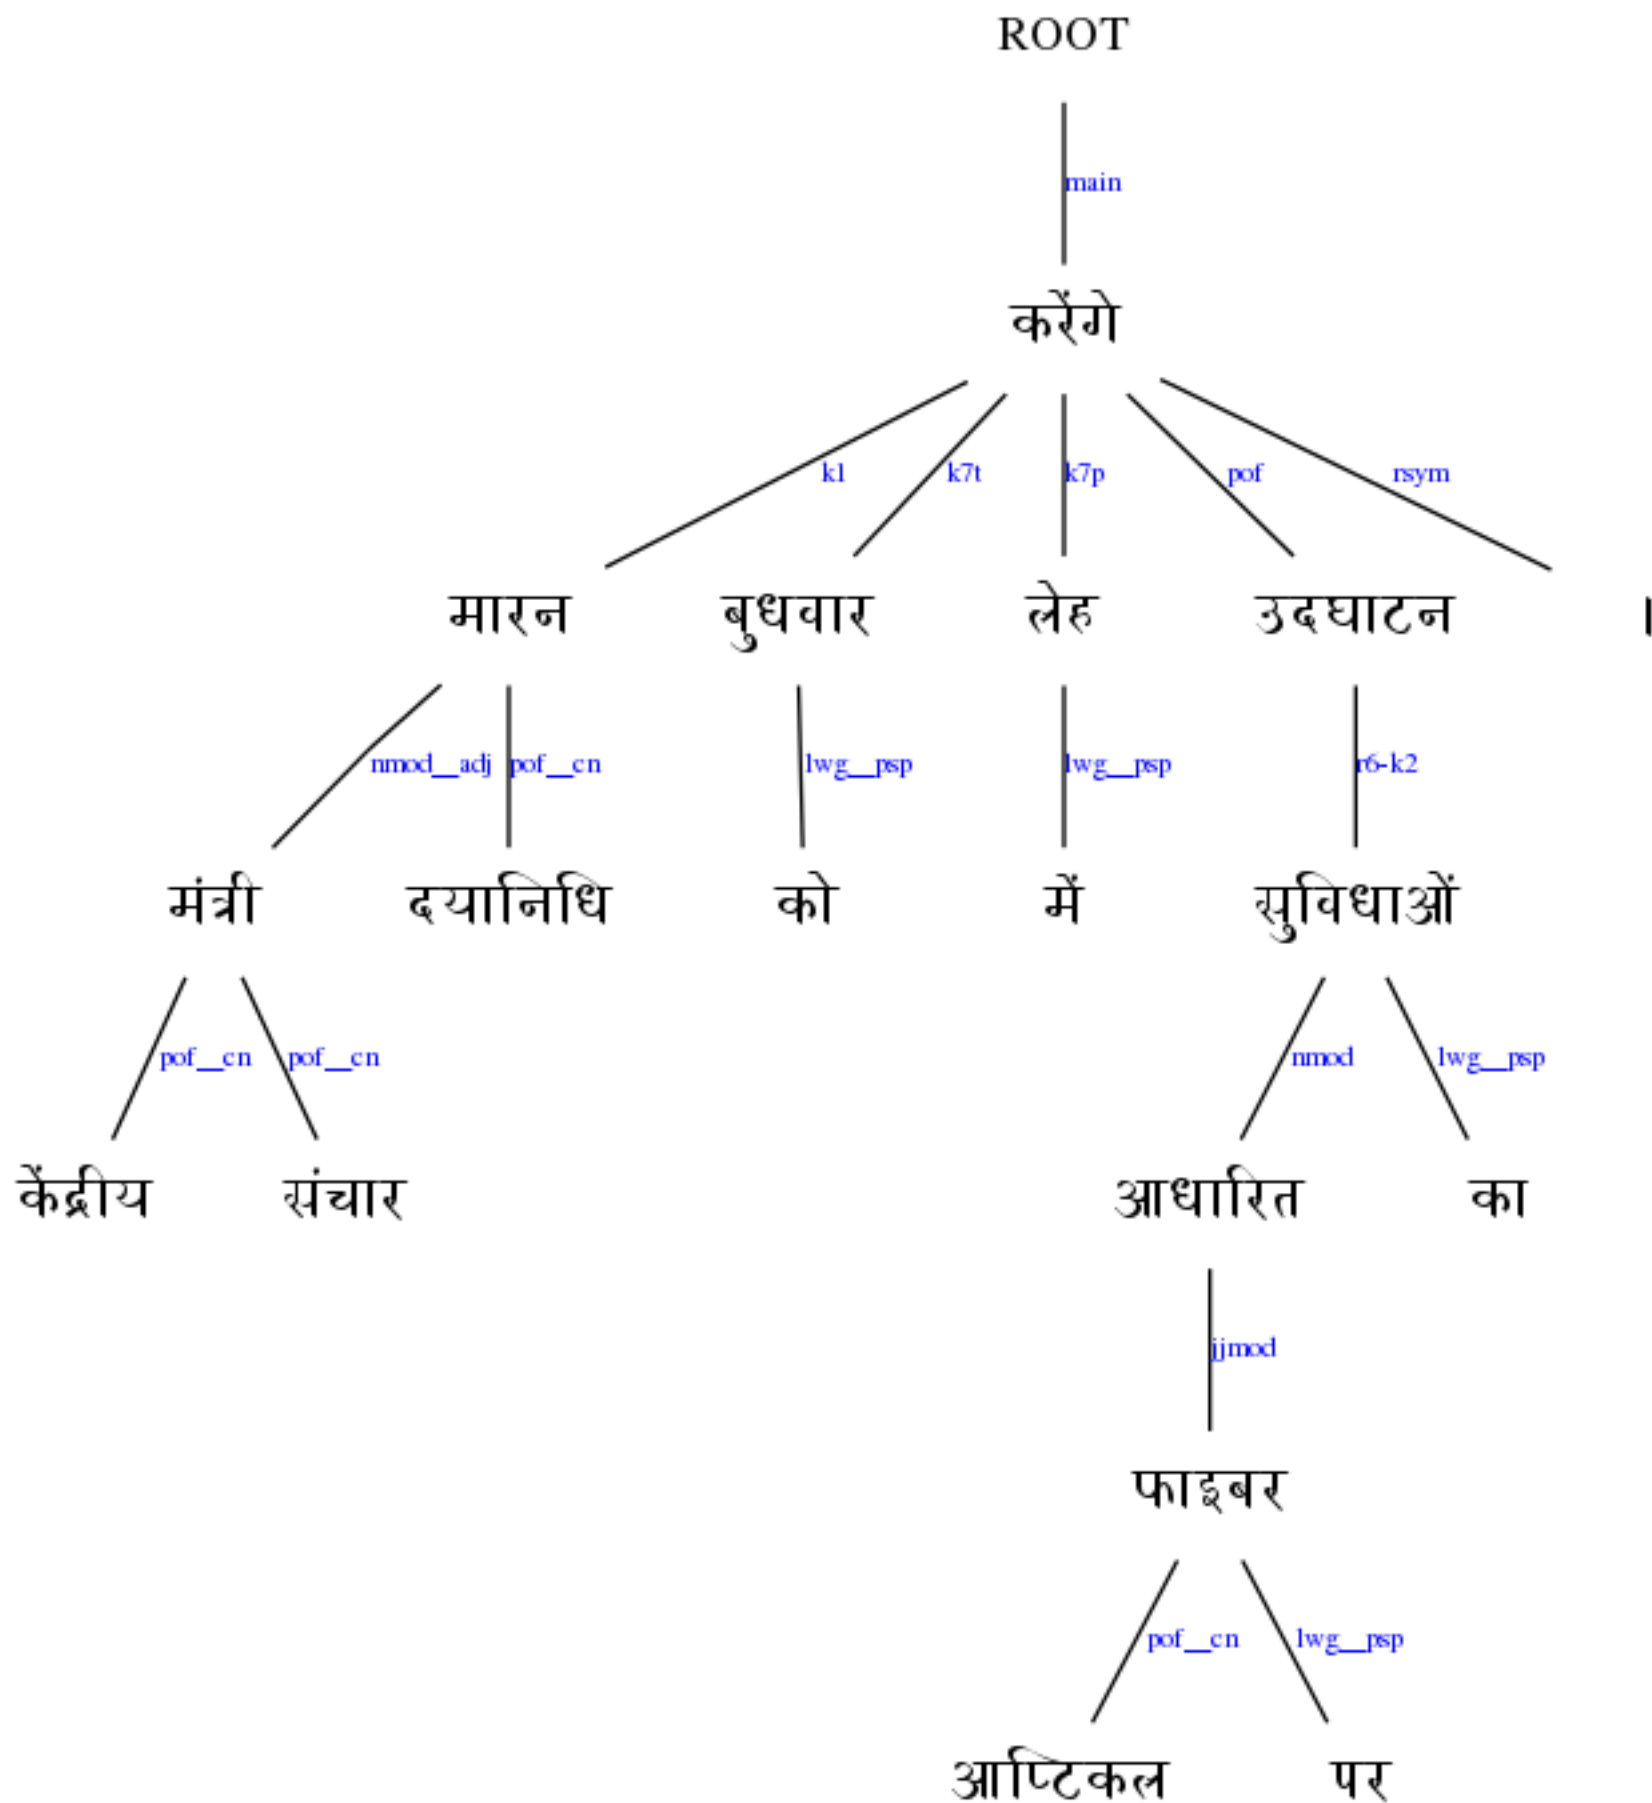 ROOT
main
करेंगे
k1 k7t k7p pof rsym
मारन बुधवार लेह उदघाटन ।
nmod__adj pof__cn lwg__psp lwg__psp r6-k2
मंत्री दयानिधि को में सुविधाओं
pof__cn pof__cn nmod lwg__psp
केंद्रीय संचार आधारित का
jjmod
फाइबर
pof__cn lwg__psp
आप्टिकल पर